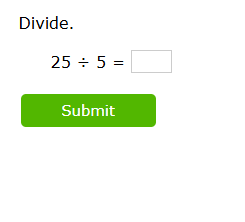 Divide.
25 ÷ 5 =
Submit